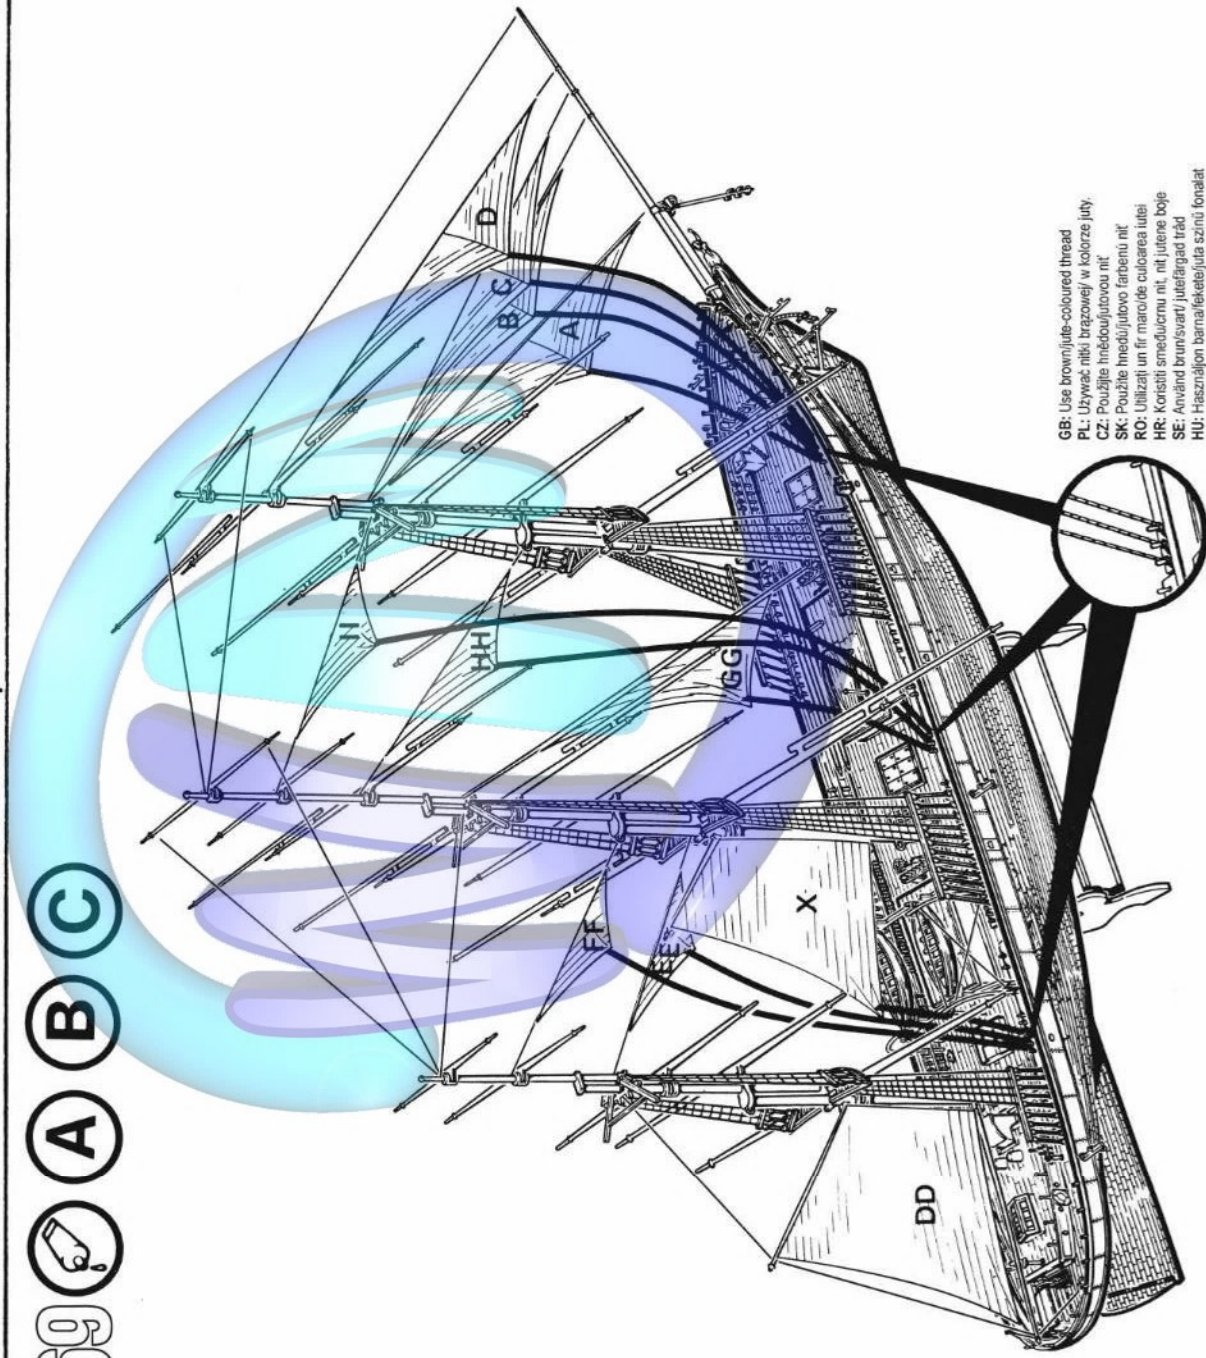 69
A B C
D
C
B
A
II
HH
GG
FF
EE
X
DD
GB: Use brown/jute-coloured thread
PL: Używać nitki brązowej/ w kolorze juty.
CZ: Použijte hnědou/jutovou niť
SK: Použite hnedú/jutovo farbenú niť
RO: Utilizați un fir maro/de culoarea iutei
HR: Koristiti smeđu/crnu nit, nit jutene boje
SE: Använd brun/svart/ jutefärgad tråd
HU: Használjon barna/fekete/juta színű fonalat